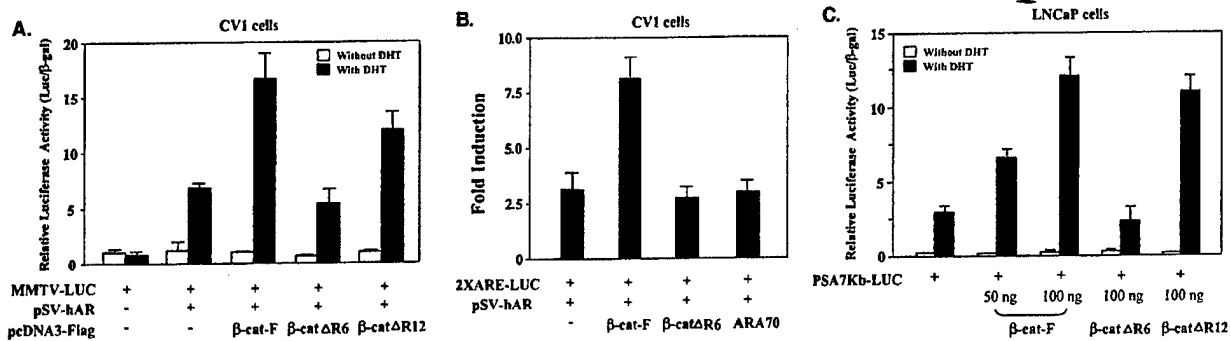 A.
CV1 cells
Relative Luciferase Activity (Luc/β-gal)
20
15
10
5
0
Without DHT
With DHT
MMTV-LUC + + + + +
pSV-hAR - + + + +
pcDNA3-Flag - - β-cat-F β-catΔR6 β-catΔR12
B.
CV1 cells
Fold Induction
10.0
7.5
5.0
2.5
0
2XARE-LUC + + + +
pSV-hAR + + + +
- β-cat-F β-catΔR6 ARA70
C.
LNCaP cells
Relative Luciferase Activity (Luc/β-gal)
15
10
5
0
Without DHT
With DHT
PSA7Kb-LUC + + + + +
50 ng 100 ng 100 ng 100 ng
β-cat-F β-catΔR6 β-catΔR12